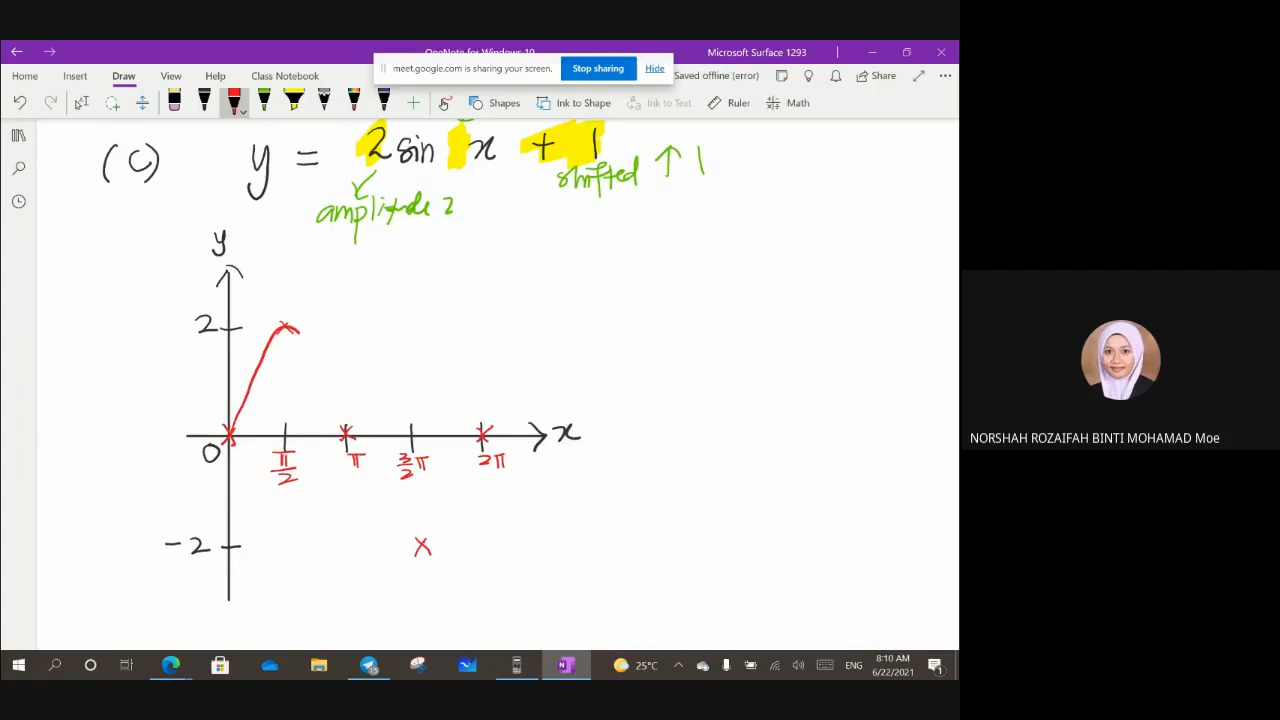 OneNote for Windows 10
Microsoft Surface 1293
meet.google.com is sharing your screen.
Stop sharing
Hide
Home Insert Draw View Help Class Notebook
Saved offline (error)
Share
Shapes
Ink to Shape
Ink to Text
Ruler
Math
(c) y = 2 sin x + 1
shifted ↑ 1
amplitude 2
y
2
0
π/2 π 3/2 π 2π
x
-2
NORSHAH ROZAIFAH BINTI MOHAMAD Moe
15
25°C
ENG
8:10 AM
6/22/2021
1